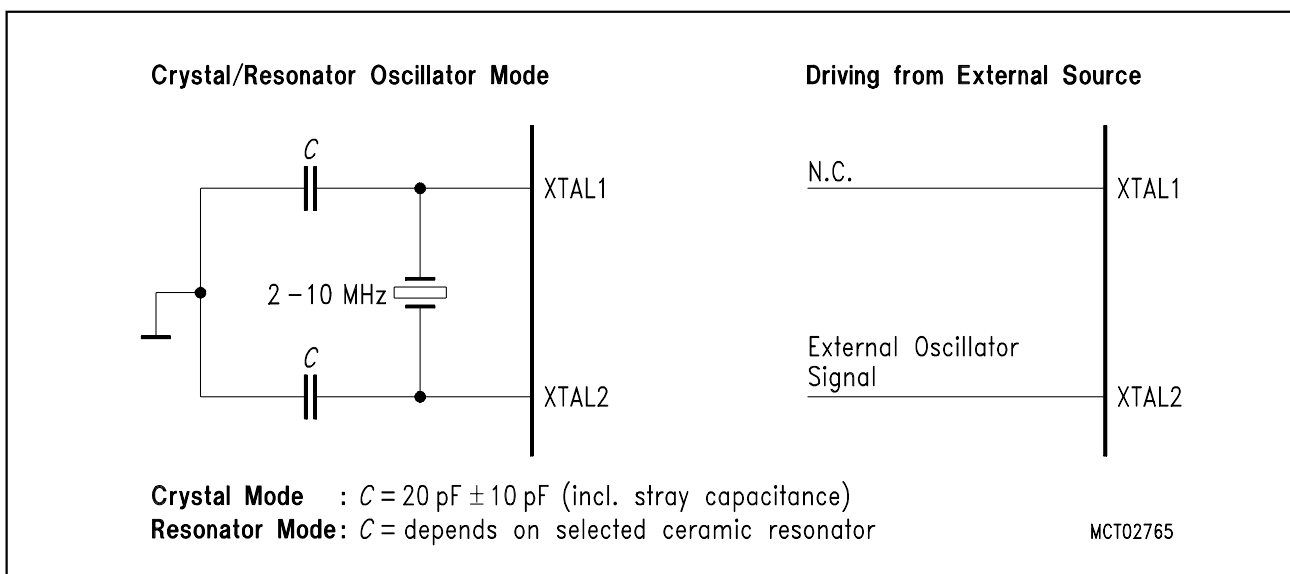 Crystal/Resonator Oscillator Mode
C
XTAL1
2 – 10 MHz
C
XTAL2
Driving from External Source
N.C.
XTAL1
External Oscillator
Signal
XTAL2
Crystal Mode : C = 20 pF ± 10 pF (incl. stray capacitance)
Resonator Mode: C = depends on selected ceramic resonator
MCT02765